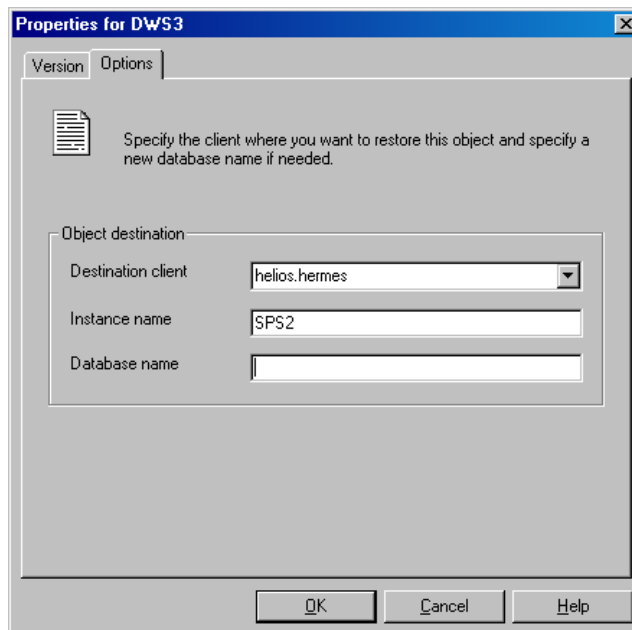 Properties for DWS3
Version
Options
Specify the client where you want to restore this object and specify a
new database name if needed.
Object destination
Destination client
helios.hermes
Instance name
SPS2
Database name
OK
Cancel
Help